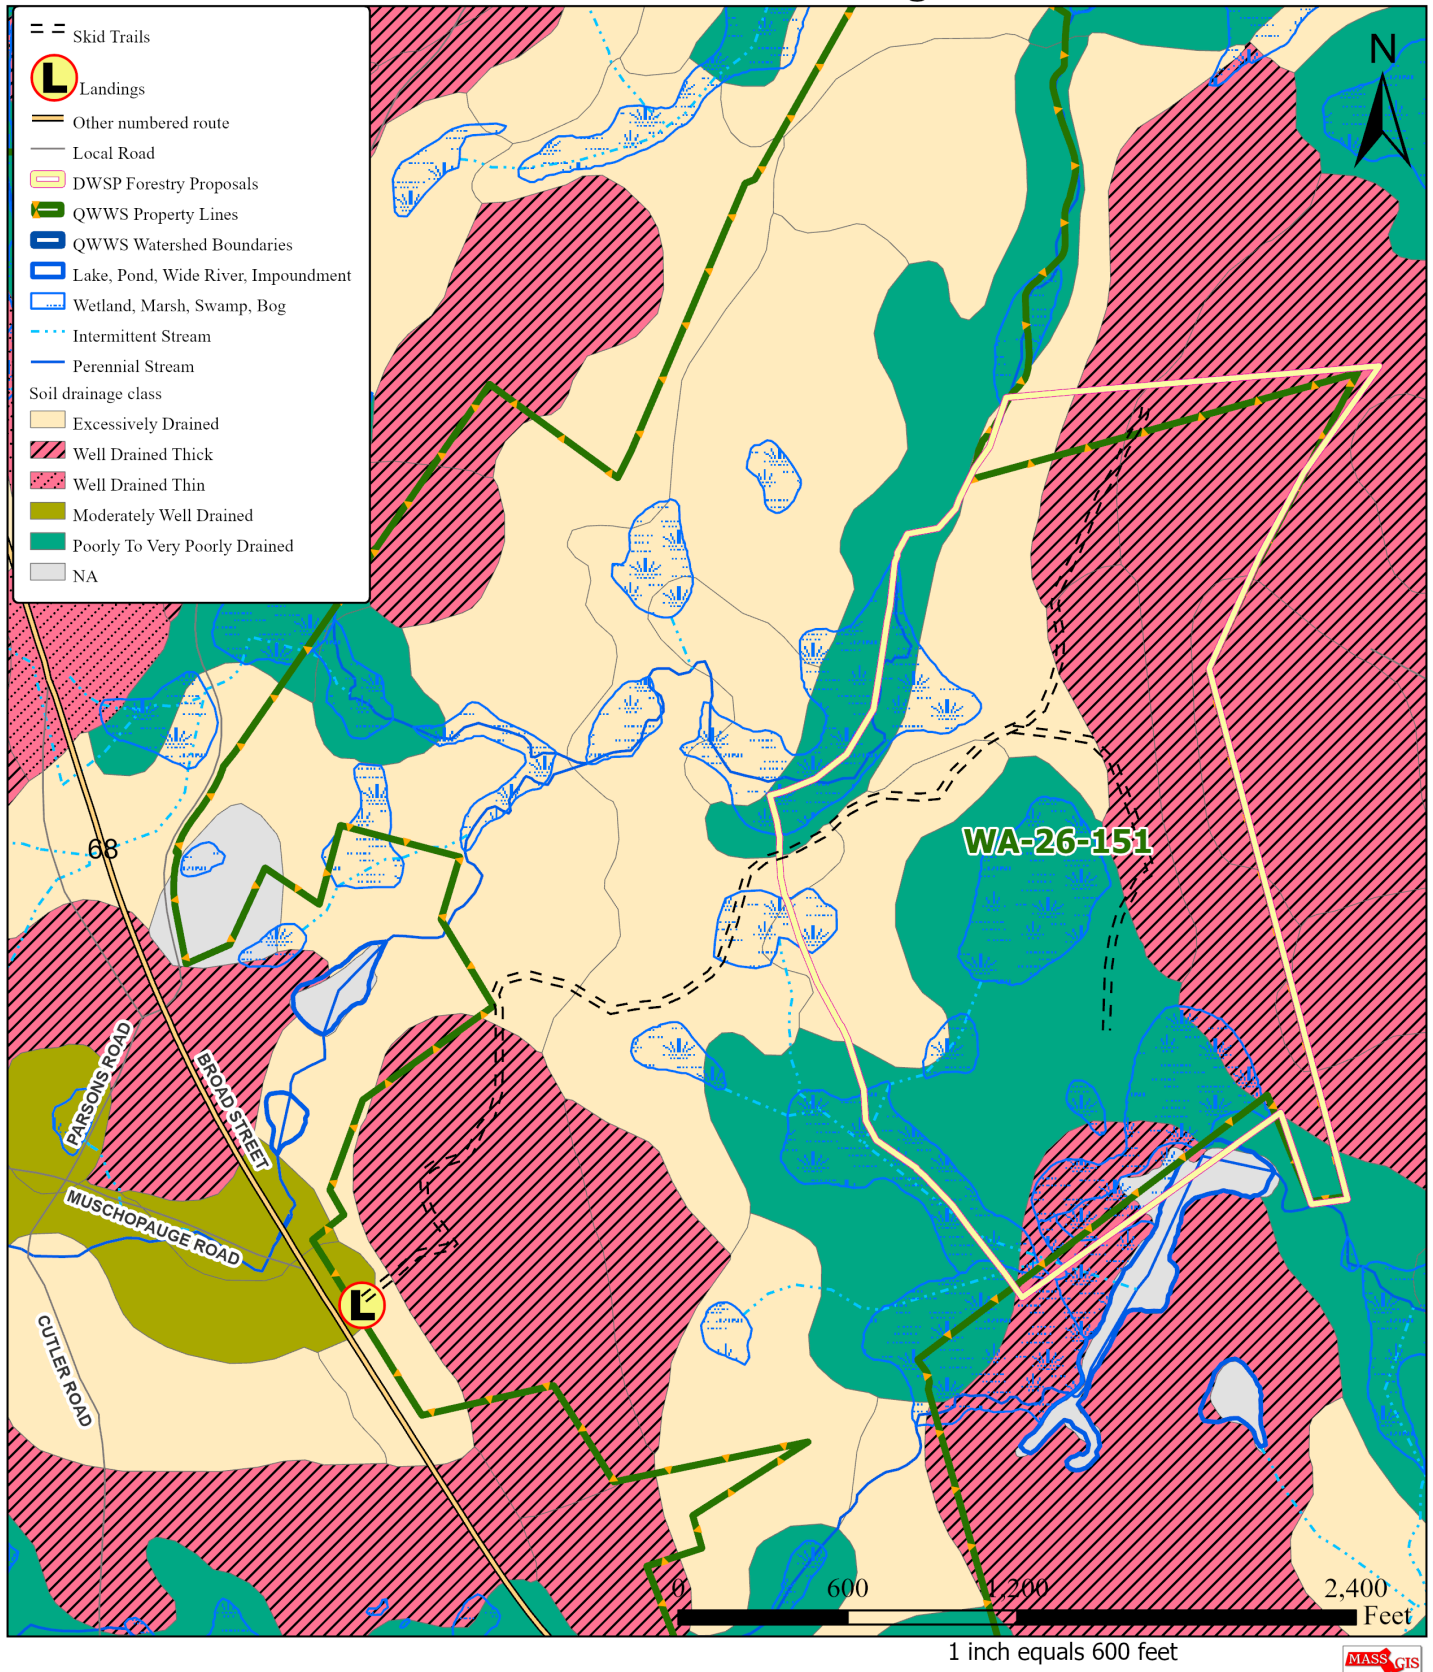 Skid Trails
L Landings
Other numbered route
Local Road
DWSP Forestry Proposals
QWWS Property Lines
QWWS Watershed Boundaries
Lake, Pond, Wide River, Impoundment
Wetland, Marsh, Swamp, Bog
Intermittent Stream
Perennial Stream
Soil drainage class
Excessively Drained
Well Drained Thick
Well Drained Thin
Moderately Well Drained
Poorly To Very Poorly Drained
NA
N
68
WA-26-151
PARSONS ROAD
BROAD STREET
MUSCHOPAUGE ROAD
CUTLER ROAD
L
0 600 1,200 2,400
Feet
1 inch equals 600 feet
MASS GIS